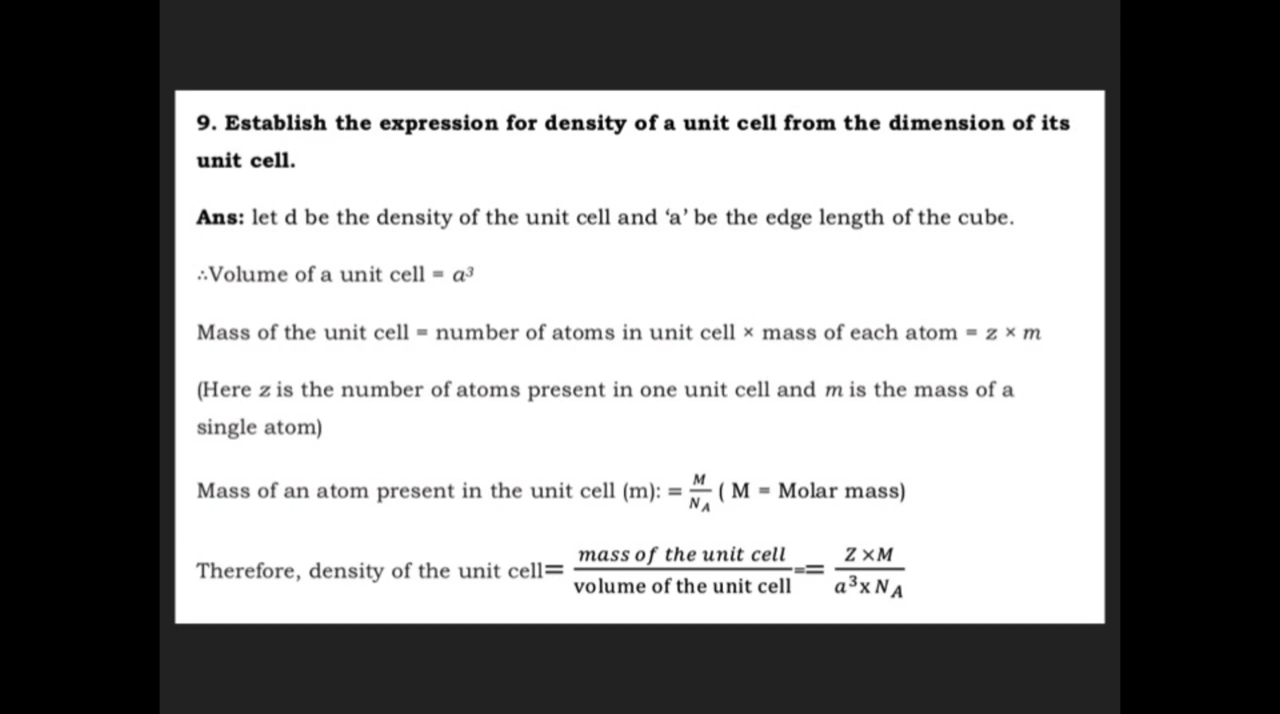 9. Establish the expression for density of a unit cell from the dimension of its
unit cell.
Ans: let d be the density of the unit cell and ‘a’ be the edge length of the cube.
∴Volume of a unit cell = a³
Mass of the unit cell = number of atoms in unit cell × mass of each atom = z × m
(Here z is the number of atoms present in one unit cell and m is the mass of a
single atom)
Mass of an atom present in the unit cell (m): = M/N_A ( M = Molar mass)
Therefore, density of the unit cell= mass of the unit cell/volume of the unit cell == Z ×M/a³x N_A